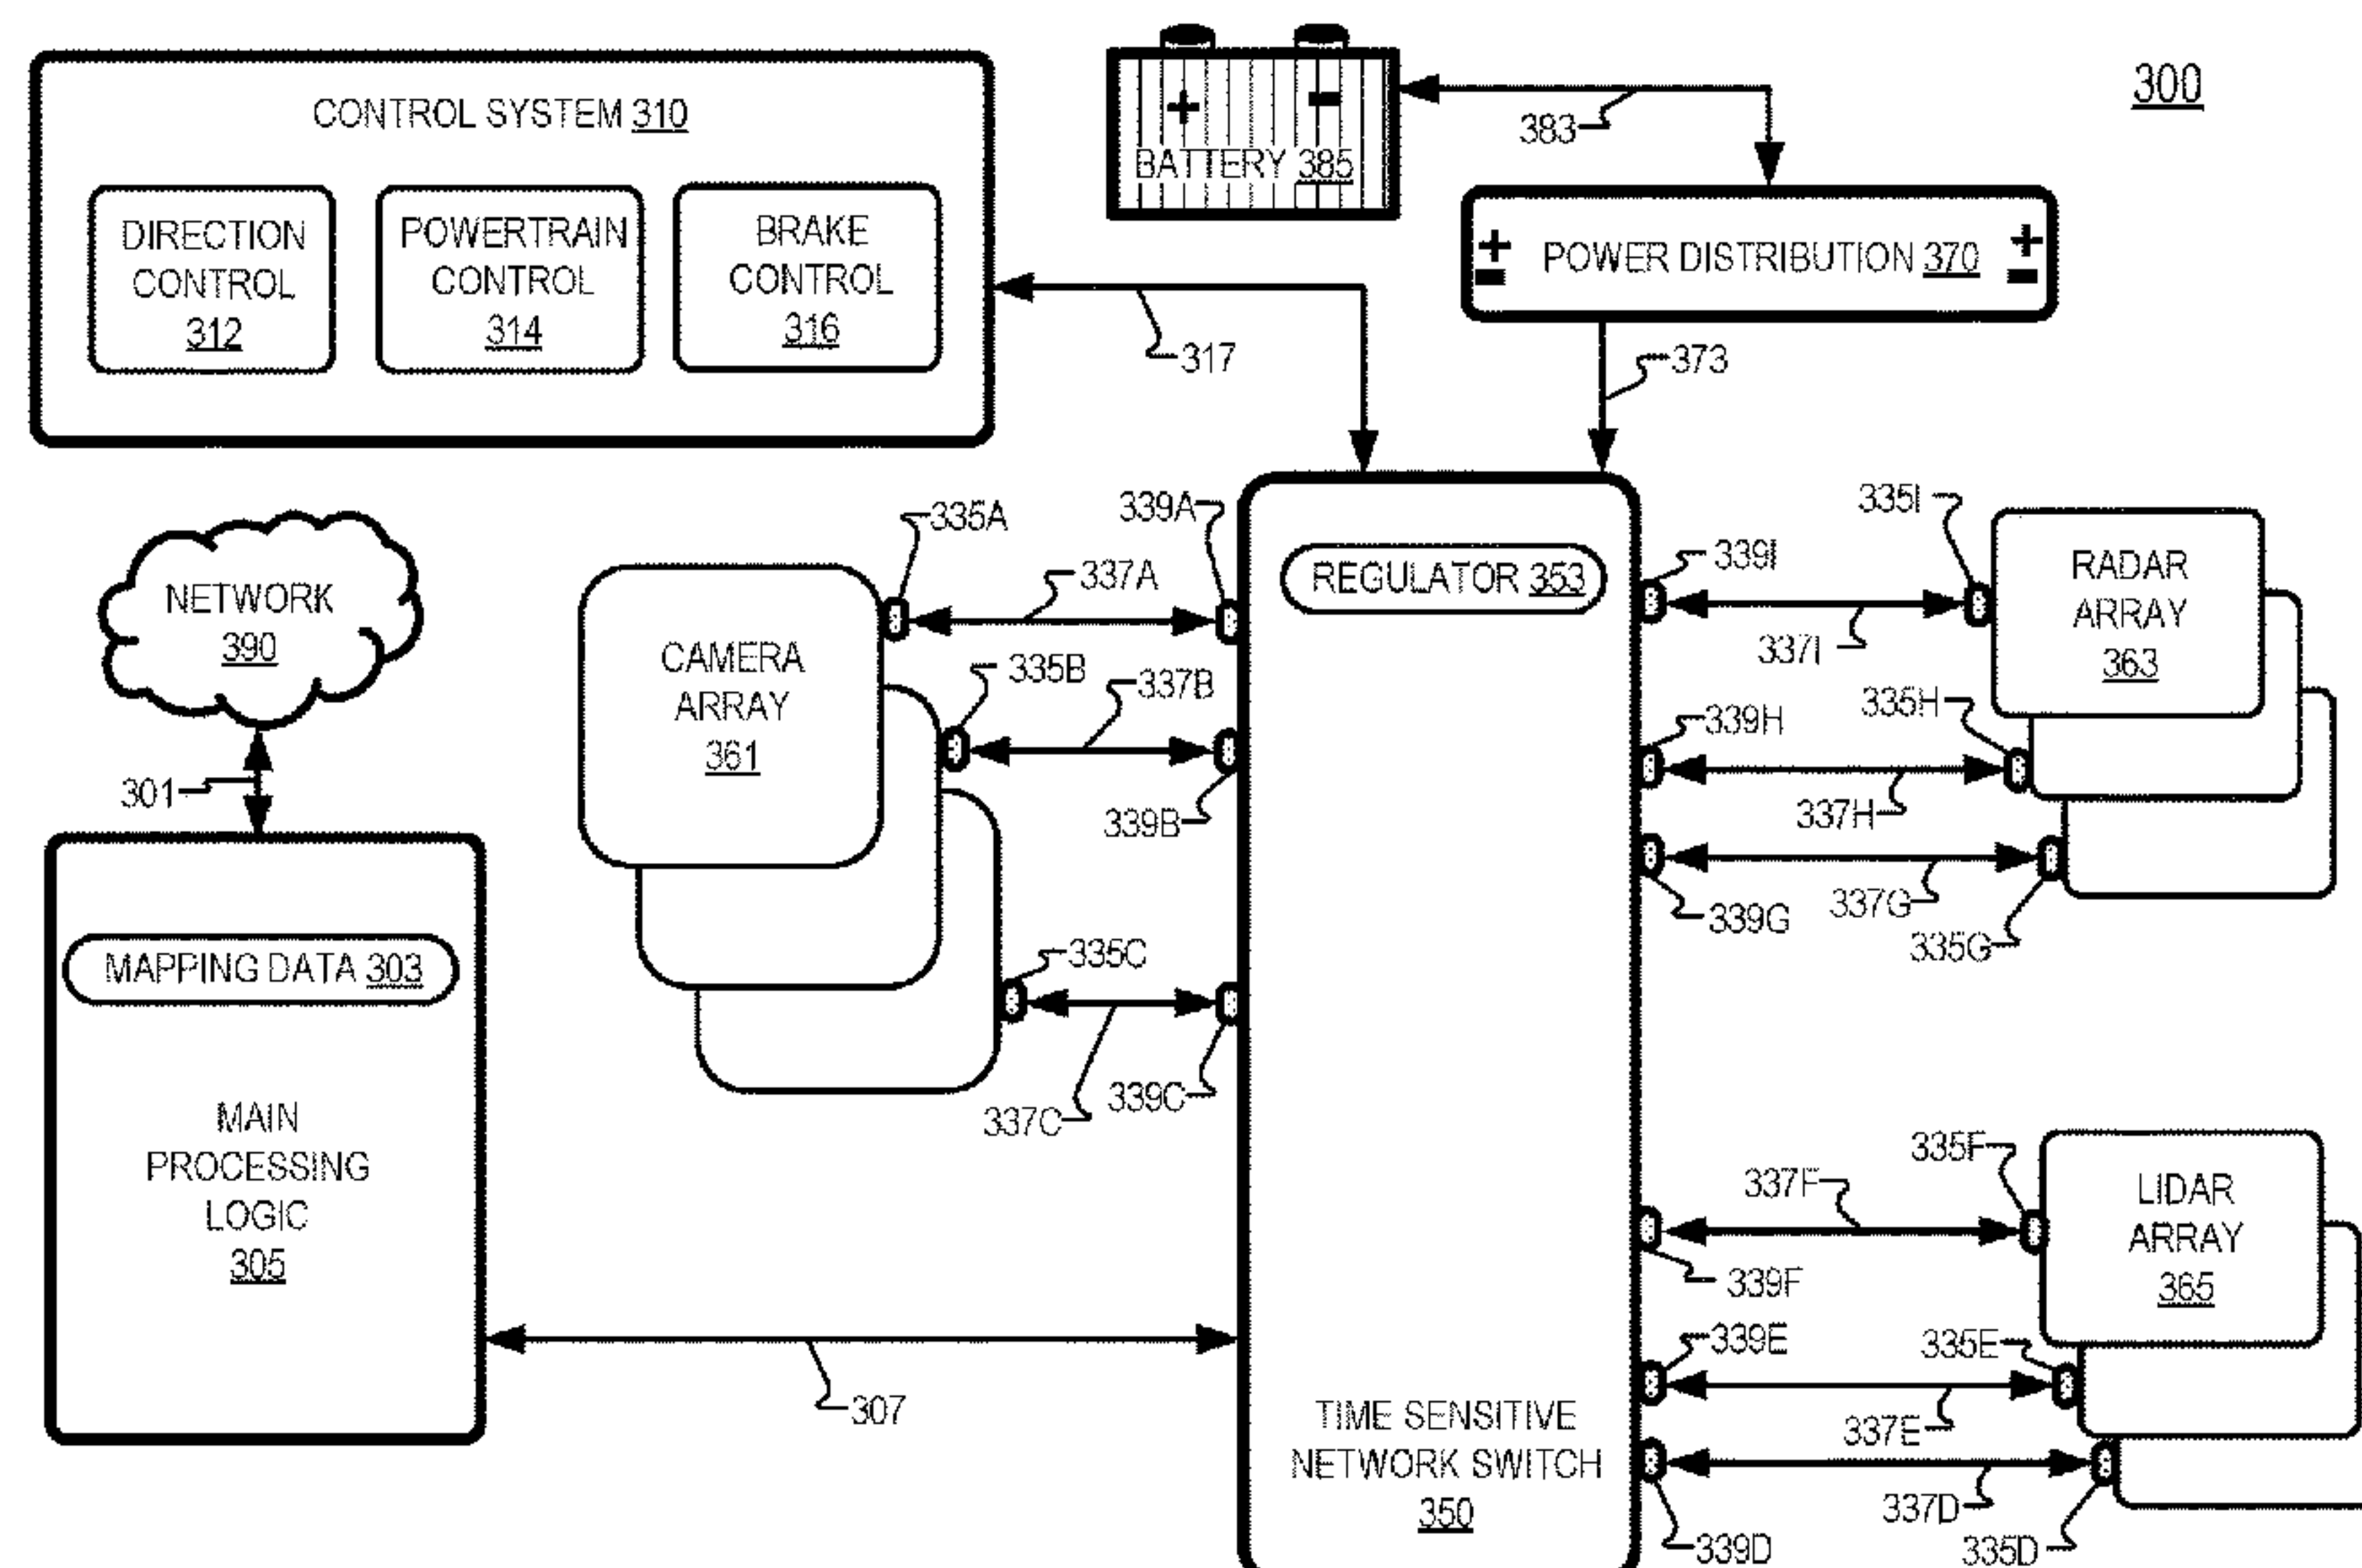 300
CONTROL SYSTEM 310
DIRECTION
CONTROL
312
POWERTRAIN
CONTROL
314
BRAKE
CONTROL
316
+ -
BATTERY 385
383
+ -
POWER DISTRIBUTION 370
+ -
317
373
NETWORK
390
301
MAPPING DATA 303
MAIN
PROCESSING
LOGIC
305
307
CAMERA
ARRAY
361
335A
337A
339A
335B
337B
339B
335C
337C
339C
REGULATOR 353
TIME SENSITIVE
NETWORK SWITCH
350
339I
337I
335I
RADAR
ARRAY
363
339H
337H
335H
339G
337G
335G
337F
335F
339F
LIDAR
ARRAY
365
339E
337E
335E
339D
337D
335D